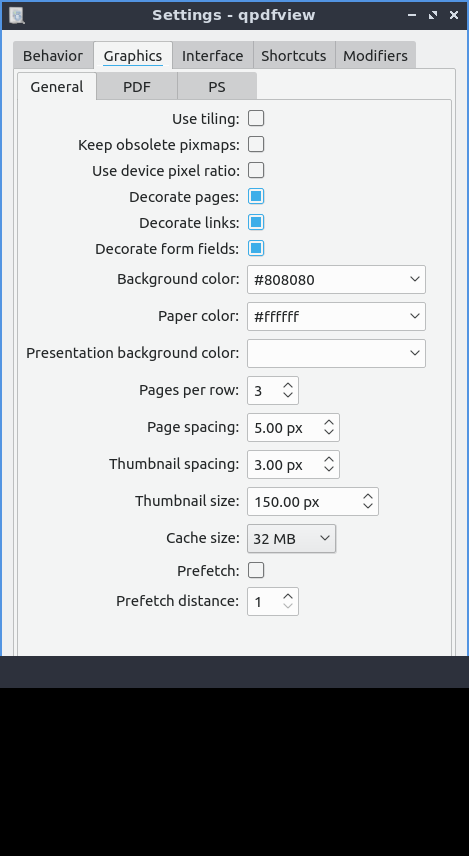 Settings - qpdfview
Behavior Graphics Interface Shortcuts Modifiers
General PDF PS
Use tiling:
Keep obsolete pixmaps:
Use device pixel ratio:
Decorate pages:
Decorate links:
Decorate form fields:
Background color: #808080
Paper color: #ffffff
Presentation background color:
Pages per row: 3
Page spacing: 5.00 px
Thumbnail spacing: 3.00 px
Thumbnail size: 150.00 px
Cache size: 32 MB
Prefetch:
Prefetch distance: 1